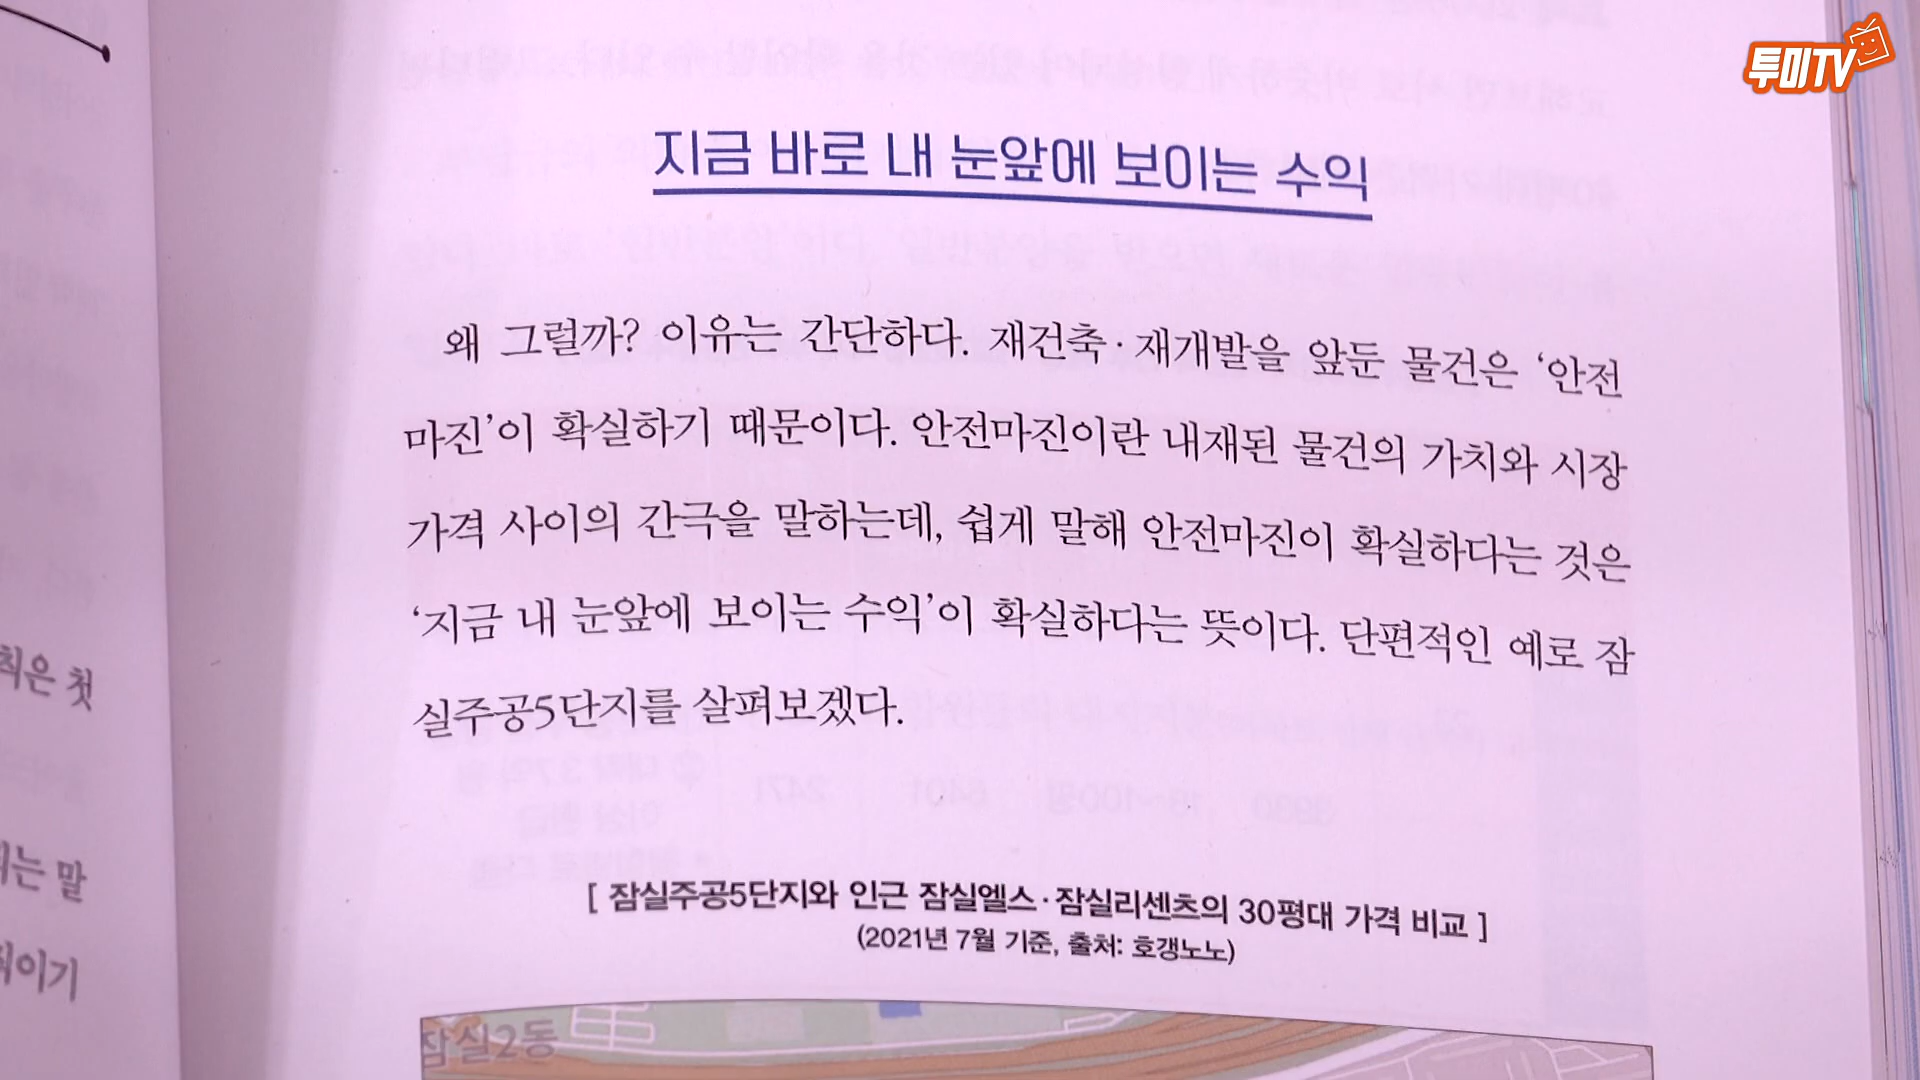 투미TV
지금 바로 내 눈앞에 보이는 수익
왜 그럴까? 이유는 간단하다. 재건축·재개발을 앞둔 물건은 ‘안전
마진’이 확실하기 때문이다. 안전마진이란 내재된 물건의 가치와 시장
가격 사이의 간극을 말하는데, 쉽게 말해 안전마진이 확실하다는 것은
‘지금 내 눈앞에 보이는 수익’이 확실하다는 뜻이다. 단편적인 예로 잠
실주공5단지를 살펴보겠다.
[ 잠실주공5단지와 인근 잠실엘스·잠실리센츠의 30평대 가격 비교 ]
(2021년 7월 기준, 출처: 호갱노노)
잠실2동
칙은 첫
는 말
이기